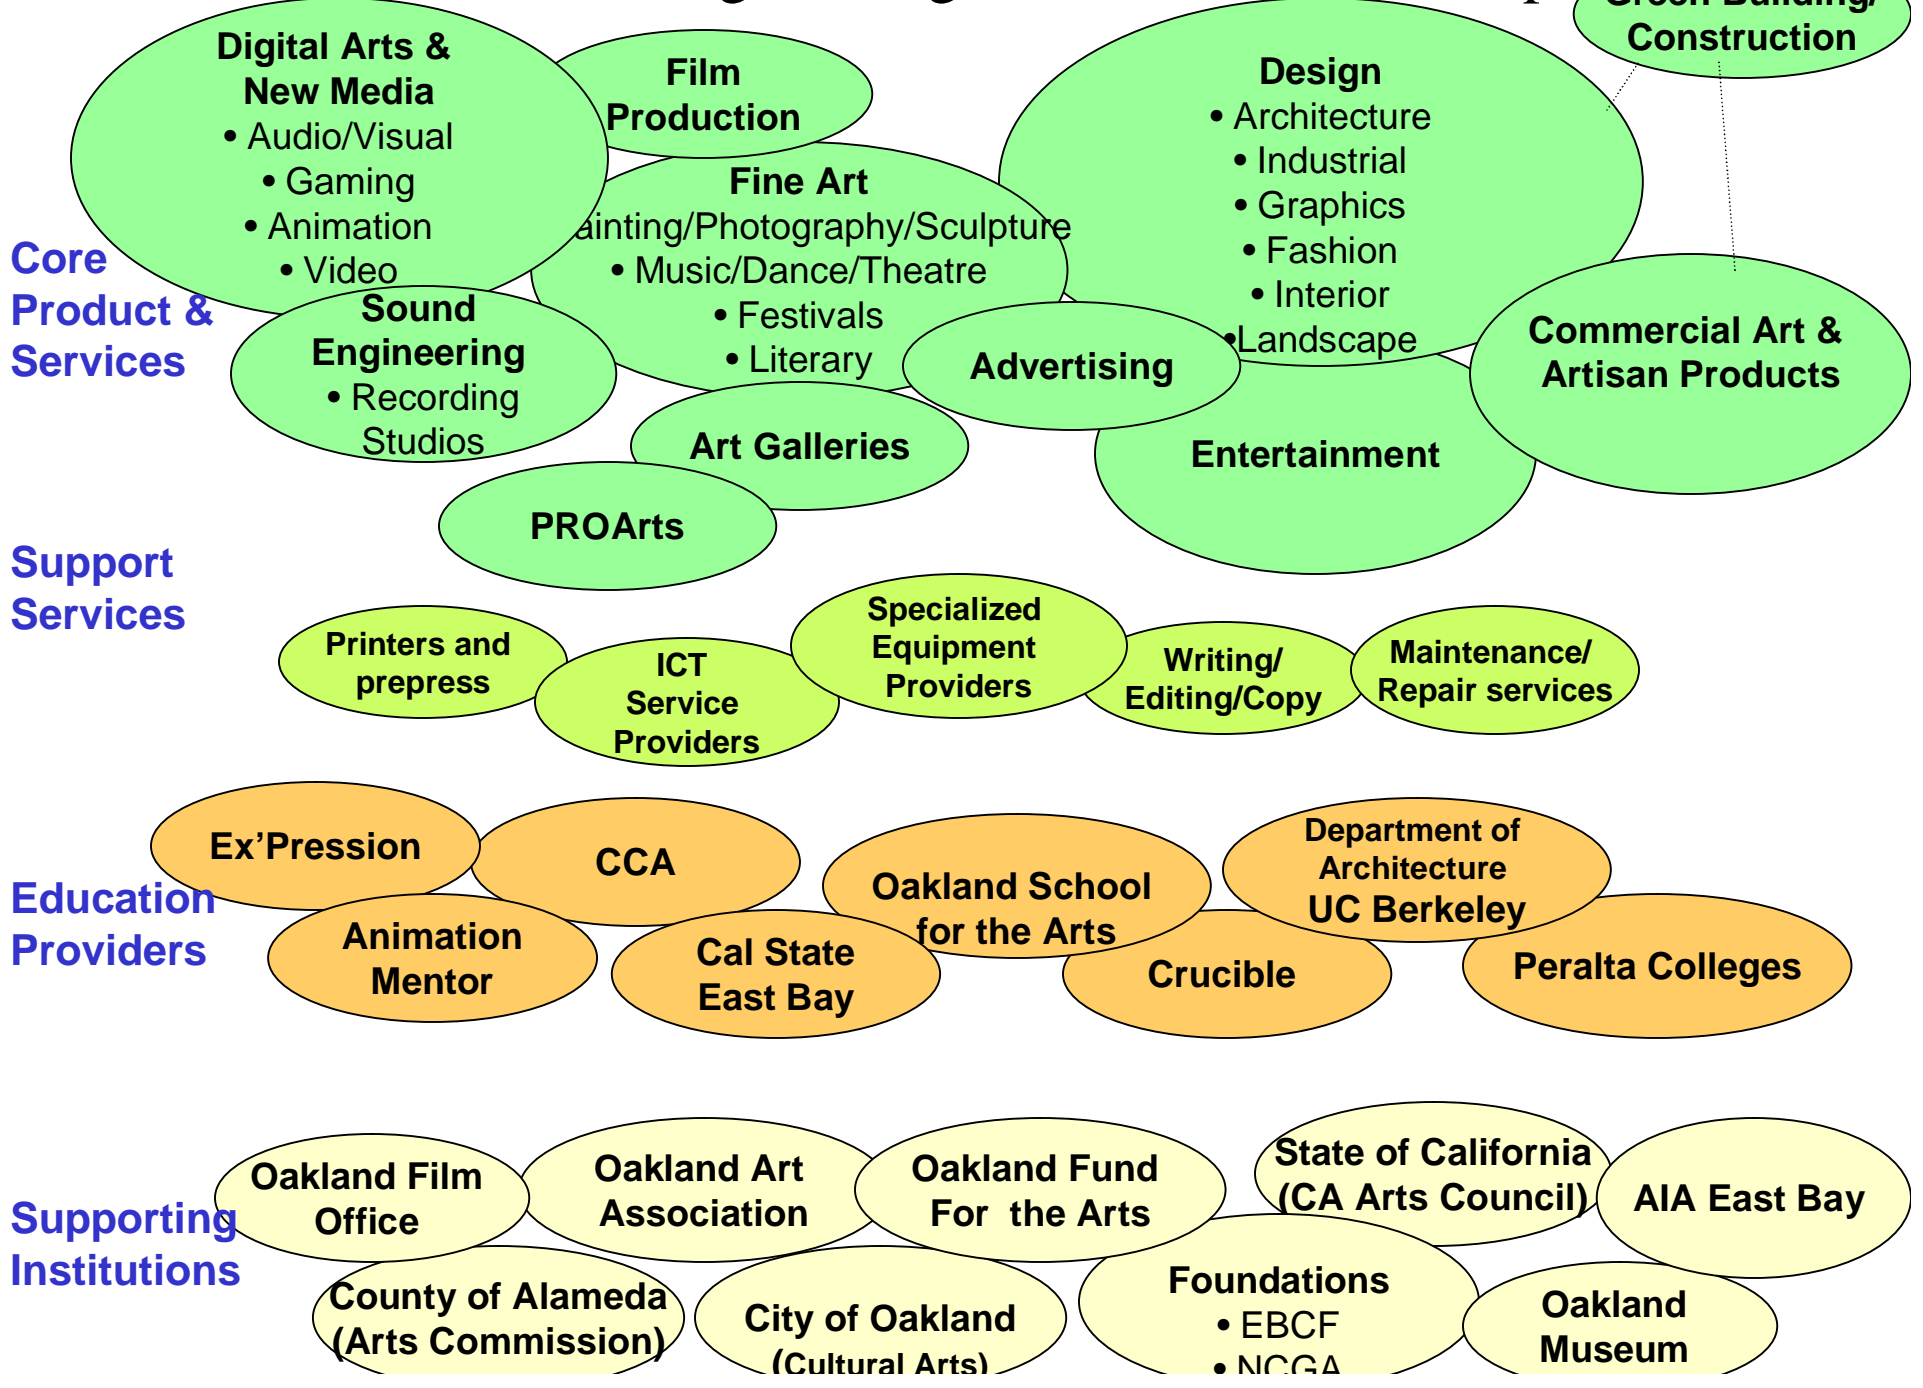 Construction
Digital Arts &
New Media
• Audio/Visual
• Gaming
• Animation
• Video
Film
Production
Design
• Architecture
• Industrial
• Graphics
• Fashion
• Interior
•Landscape
Fine Art
ainting/Photography/Sculpture
• Music/Dance/Theatre
• Festivals
• Literary
Core
Product &
Services
Sound
Engineering
• Recording
Studios
Advertising
Commercial Art &
Artisan Products
Art Galleries
Entertainment
PROArts
Support
Services
Printers and
prepress
ICT
Service
Providers
Specialized
Equipment
Providers
Writing/
Editing/Copy
Maintenance/
Repair services
Education
Providers
Ex’Pression
CCA
Oakland School
for the Arts
Department of
Architecture
UC Berkeley
Animation
Mentor
Cal State
East Bay
Crucible
Peralta Colleges
Supporting
Institutions
Oakland Film
Office
Oakland Art
Association
Oakland Fund
For the Arts
State of California
(CA Arts Council)
AIA East Bay
County of Alameda
(Arts Commission)
City of Oakland
(Cultural Arts)
Foundations
• EBCF
• NCGA
Oakland
Museum